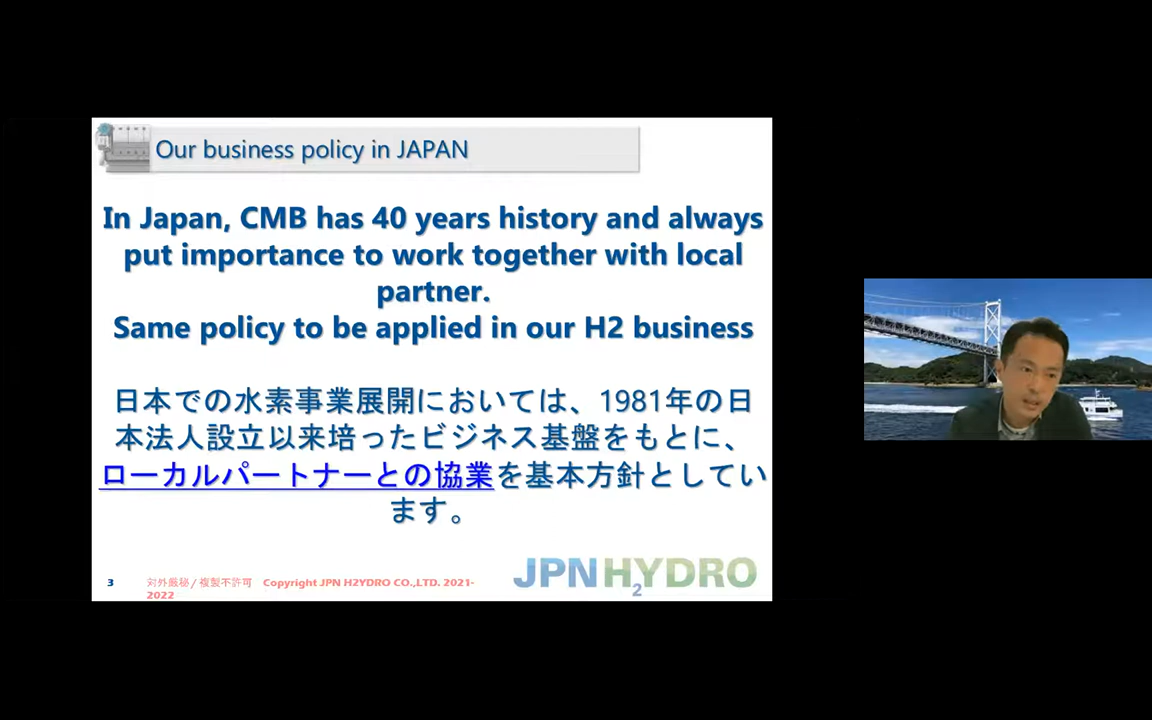 Our business policy in JAPAN
In Japan, CMB has 40 years history and always
put importance to work together with local
partner.
Same policy to be applied in our H2 business
日本での水素事業展開においては、1981年の日
本法人設立以来培ったビジネス基盤をもとに、
ローカルパートナーとの協業を基本方針としてい
ます。
3
対外厳秘 / 複製不許可 Copyright JPN H2YDRO CO.,LTD. 2021-
2022
JPNH2YDRO